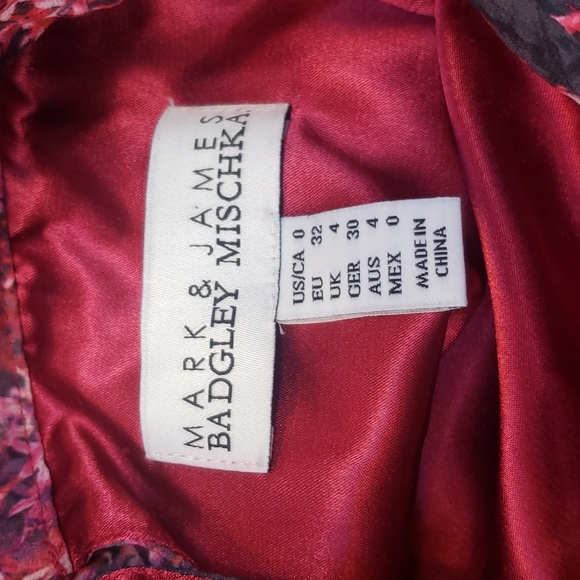 MARK & JAMES
BADGLEY MISCHKA
US/CA 0
EU 32
UK 4
GER 30
AUS 4
MEX 0
MADE IN
CHINA